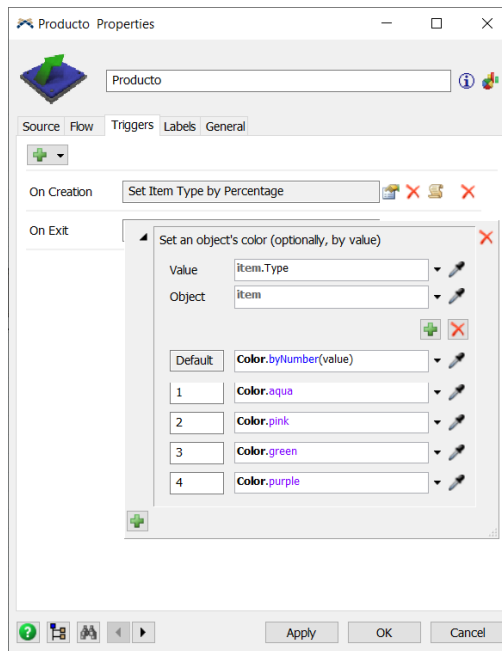 Producto Properties
Producto
Source Flow Triggers Labels General
On Creation Set Item Type by Percentage
On Exit
Set an object's color (optionally, by value)
Value item.Type
Object item
Default Color.byNumber(value)
1 Color.aqua
2 Color.pink
3 Color.green
4 Color.purple
Apply OK Cancel